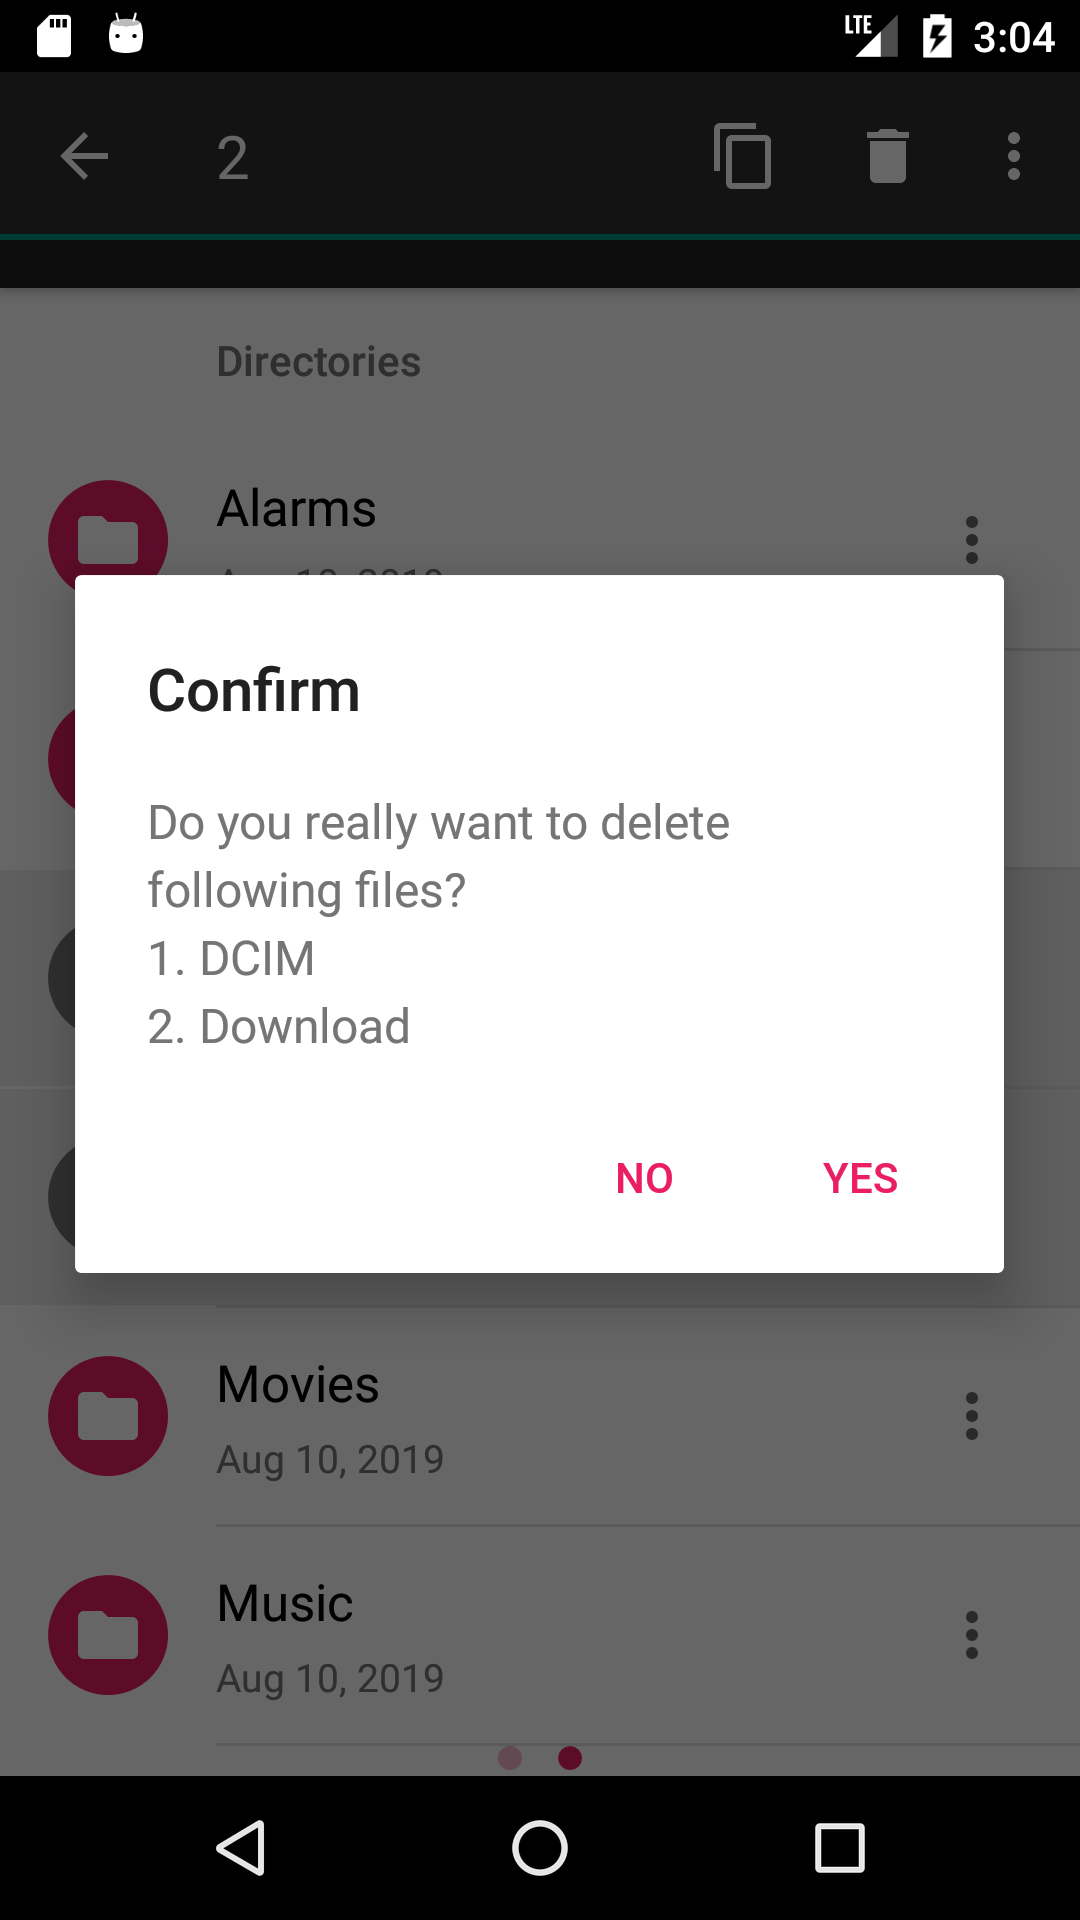 LTE 3:04
2
Directories
Alarms
Confirm
Do you really want to delete
following files?
1. DCIM
2. Download
NO YES
Movies
Aug 10, 2019
Music
Aug 10, 2019